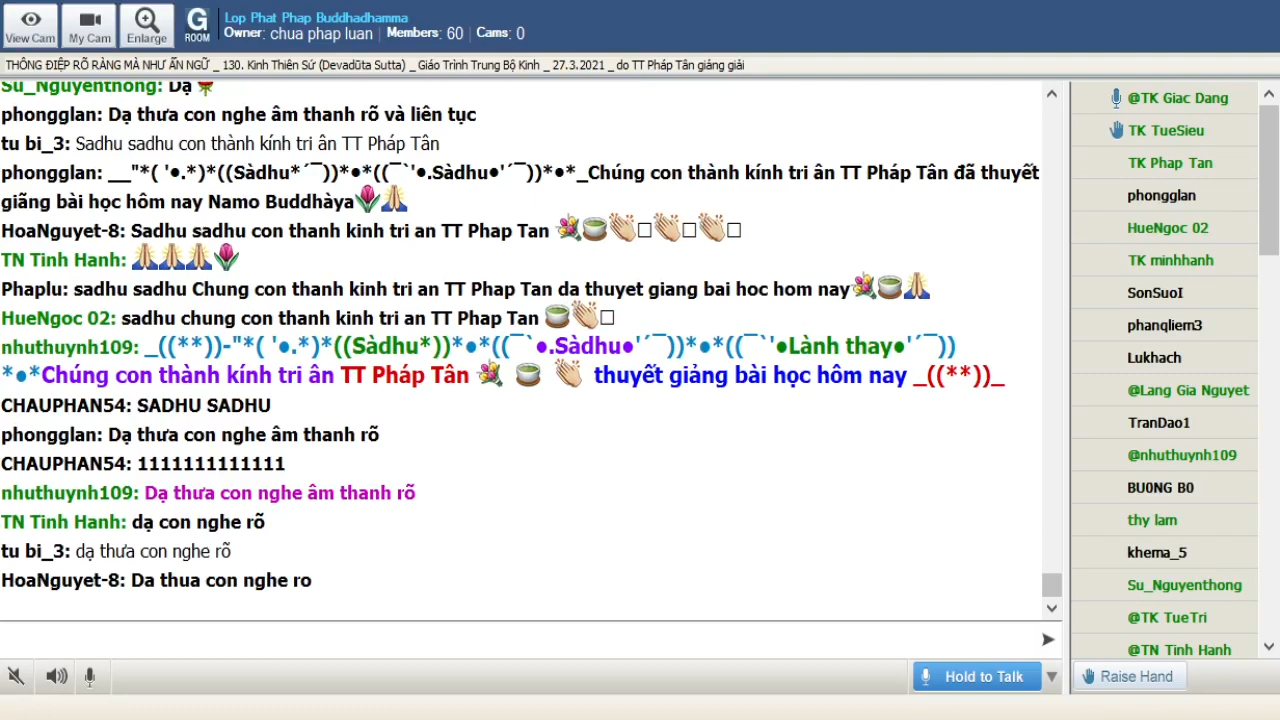 View Cam
My Cam
Enlarge
G
ROOM
Lop Phat Phap Buddhadhamma
Owner: chua phap luan Members: 60 Cams: 0
THÔNG ĐIỆP RÕ RÀNG MÀ NHƯ ẨN NGỮ _ 130. Kinh Thiên Sứ (Devadūta Sutta) _ Giáo Trình Trung Bộ Kinh _ 27.3.2021 _ do TT Pháp Tân giảng giải
Su_Nguyenthong: Dạ🌹
phongglan: Dạ thưa con nghe âm thanh rõ và liên tục
tu bi_3: Sadhu sadhu con thành kính tri ân TT Pháp Tân
phongglan: __"*( '●.*)*((Sàdhu*´¯))*●*((¯`'●.Sàdhu●'´¯))*●*_Chúng con thành kính tri ân TT Pháp Tân đã thuyết
giãng bài học hôm nay Namo Buddhàya🌷🙏
HoaNguyet-8: Sadhu sadhu con thanh kinh tri an TT Phap Tan 💐🍵👏□👏□👏□
TN Tinh Hanh: 🙏🙏🙏🌷
Phaplu: sadhu sadhu Chung con thanh kinh tri an TT Phap Tan da thuyet giang bai hoc hom nay💐🍵🙏
HueNgoc 02: sadhu chung con thanh kinh tri an TT Phap Tan 🍵👏□
nhuthuynh109: _((**))-"*( '●.*)*((Sàdhu*))*●*((¯`●.Sàdhu●'´¯))*●*((¯`'●Lành thay●'´¯))
*●*Chúng con thành kính tri ân TT Pháp Tân 💐 🍵 👏 thuyết giảng bài học hôm nay _((**))_
CHAUPHAN54: SADHU SADHU
phongglan: Dạ thưa con nghe âm thanh rõ
CHAUPHAN54: 1111111111111
nhuthuynh109: Dạ thưa con nghe âm thanh rõ
TN Tinh Hanh: dạ con nghe rõ
tu bi_3: dạ thưa con nghe rõ
HoaNguyet-8: Da thua con nghe ro
@TK Giac Dang
TK TueSieu
TK Phap Tan
phongglan
HueNgoc 02
TK minhhanh
SonSuoI
phanqliem3
Lukhach
@Lang Gia Nguyet
TranDao1
@nhuthuynh109
BU0NG B0
thy lam
khema_5
Su_Nguyenthong
@TK TueTri
@TN Tinh Hanh
Hold to Talk
Raise Hand